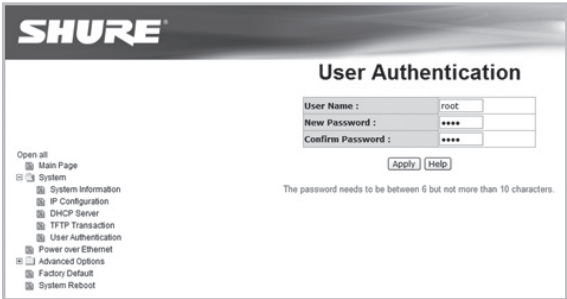 SHURE
User Authentication
User Name : root
New Password : ••••
Confirm Password : ••••
Apply Help
The password needs to be between 6 but not more than 10 characters.
Open all
Main Page
System
System Information
IP Configuration
DHCP Server
TFTP Transaction
User Authentication
Power over Ethernet
Advanced Options
Factory Default
System Reboot